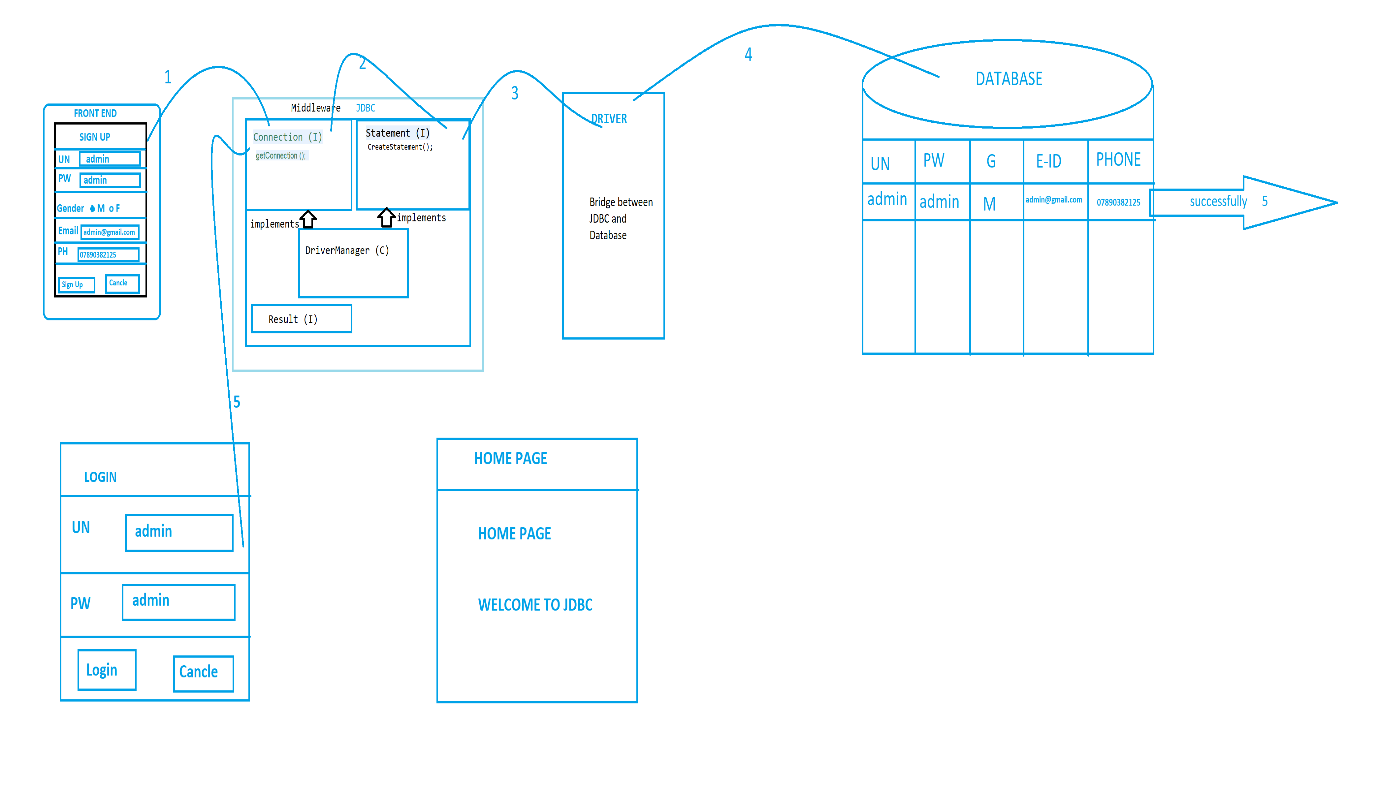 1
2
3
4
FRONT END
SIGN UP
UN admin
PW admin
Gender M o F
Email admin@gmail.com
PH 07890382125
Sign Up Cancle
Middleware JDBC
Connection (I)
getConnection ();
Statement (I)
CreateStatement();
implements
implements
DriverManager (C)
Result (I)
DRIVER
Bridge between
JDBC and
Database
DATABASE
UN PW G E-ID PHONE
admin admin M admin@gmail.com 07890382125
successfully 5
5
LOGIN
UN admin
PW admin
Login Cancle
HOME PAGE
HOME PAGE
WELCOME TO JDBC